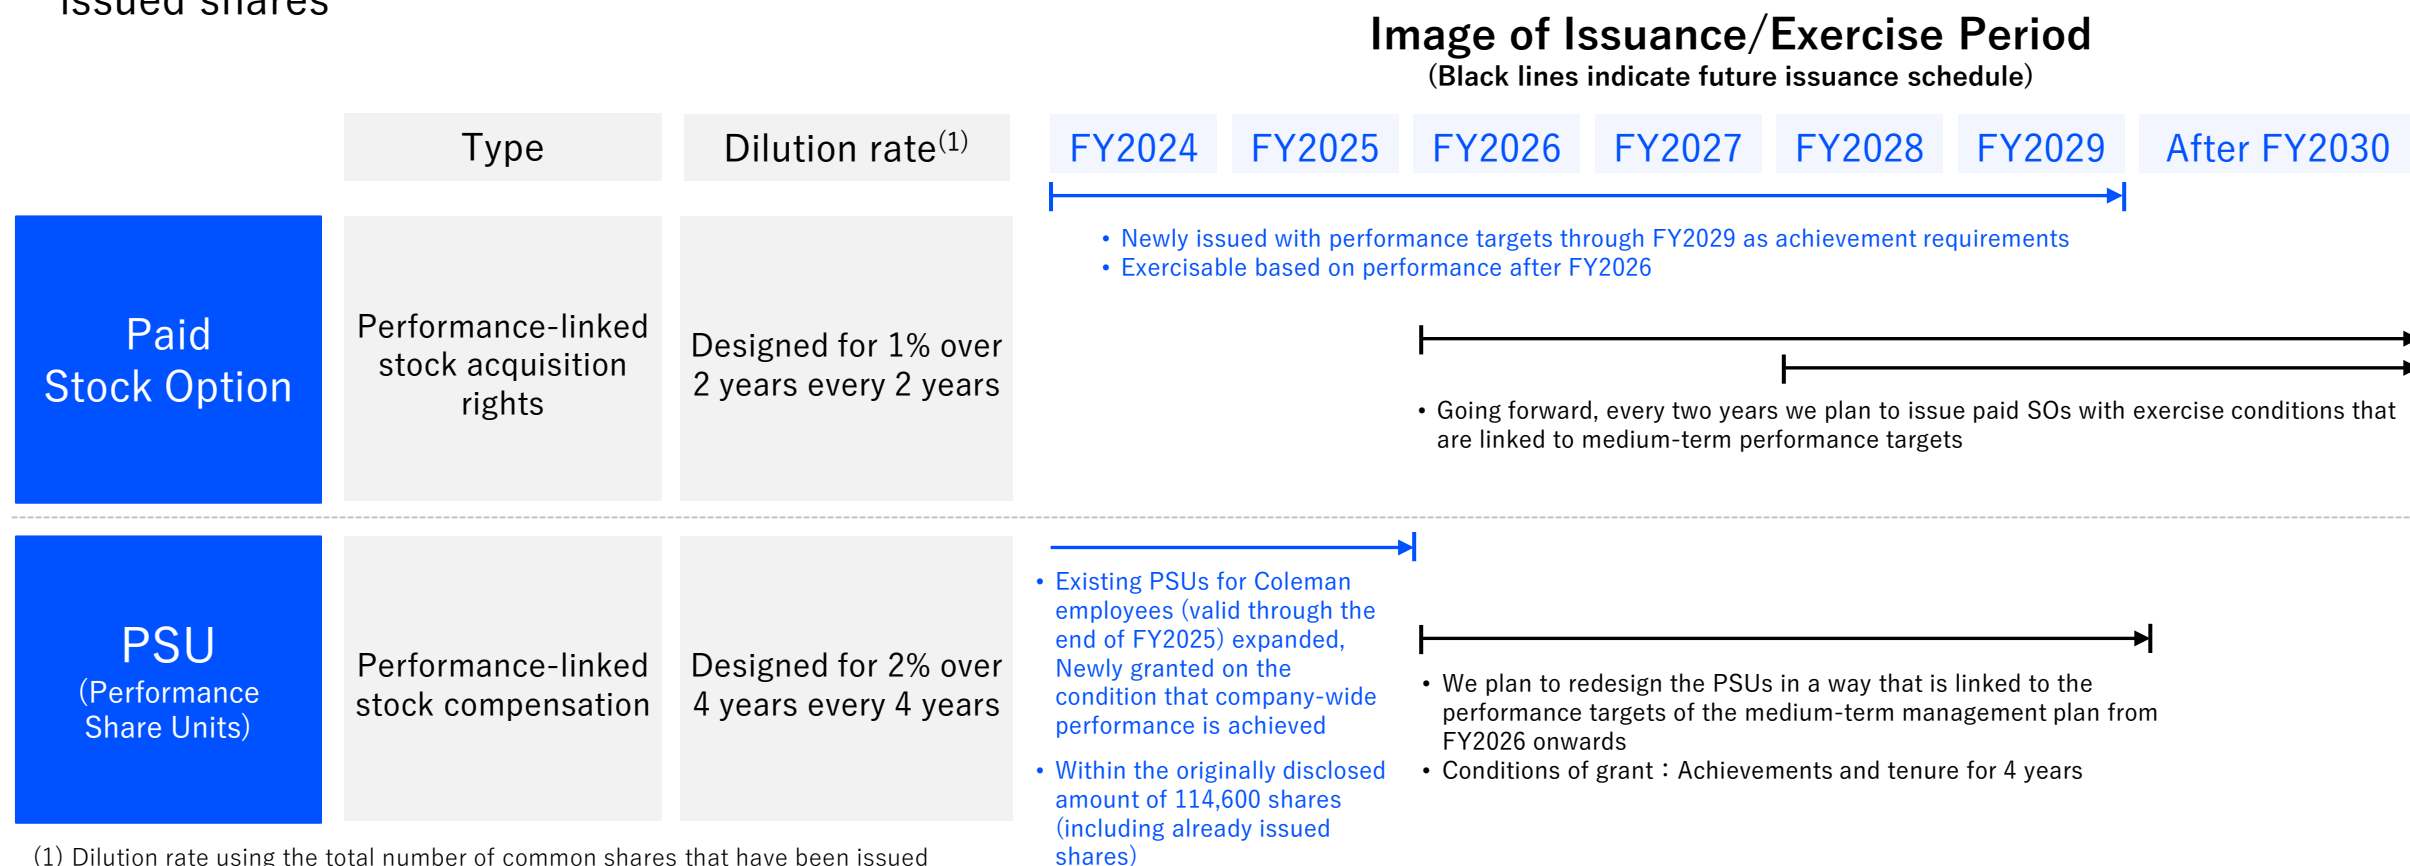 issued shares
Image of Issuance/Exercise Period
(Black lines indicate future issuance schedule)
Type
Dilution rate(1)
FY2024
FY2025
FY2026
FY2027
FY2028
FY2029
After FY2030
Paid
Stock Option
Performance-linked
stock acquisition
rights
Designed for 1% over
2 years every 2 years
• Newly issued with performance targets through FY2029 as achievement requirements
• Exercisable based on performance after FY2026
• Going forward, every two years we plan to issue paid SOs with exercise conditions that
are linked to medium-term performance targets
PSU
(Performance
Share Units)
Performance-linked
stock compensation
Designed for 2% over
4 years every 4 years
• Existing PSUs for Coleman
employees (valid through the
end of FY2025) expanded,
Newly granted on the
condition that company-wide
performance is achieved
• Within the originally disclosed
amount of 114,600 shares
(including already issued
shares)
• We plan to redesign the PSUs in a way that is linked to the
performance targets of the medium-term management plan from
FY2026 onwards
• Conditions of grant：Achievements and tenure for 4 years
(1) Dilution rate using the total number of common shares that have been issued